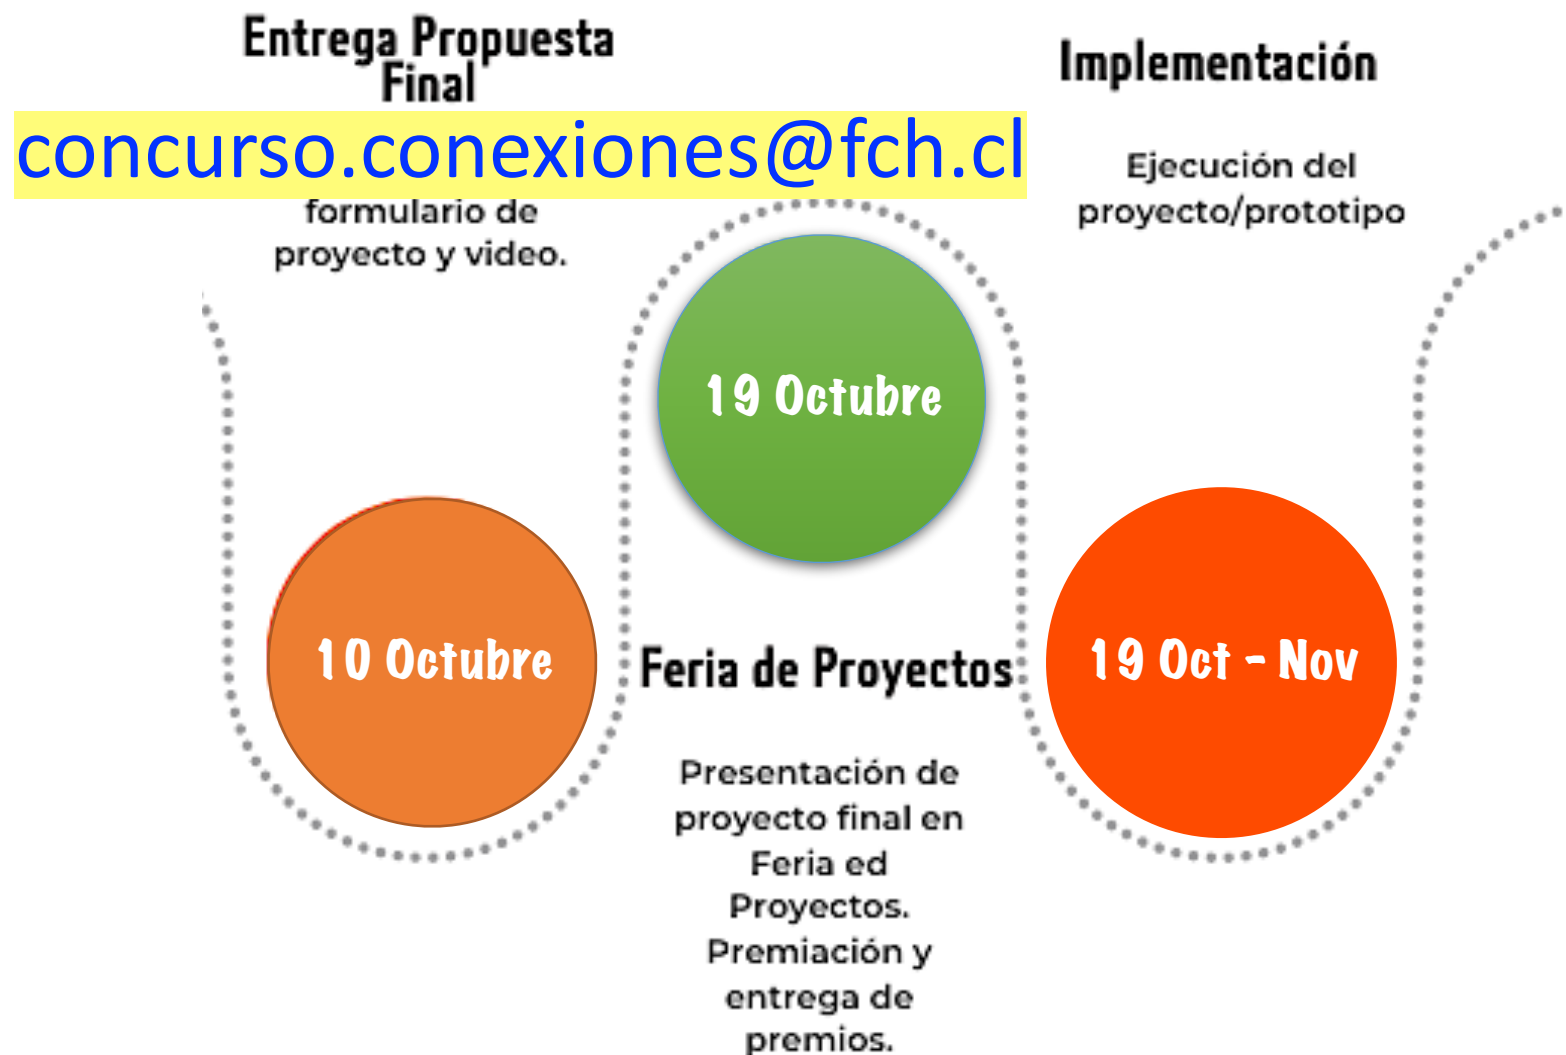 Entrega Propuesta
Final
concurso.conexiones@fch.cl
formulario de
proyecto y video.
10 Octubre
19 Octubre
Feria de Proyectos
Presentación de
proyecto final en
Feria ed
Proyectos.
Premiación y
entrega de
premios.
Implementación
Ejecución del
proyecto/prototipo
19 Oct - Nov